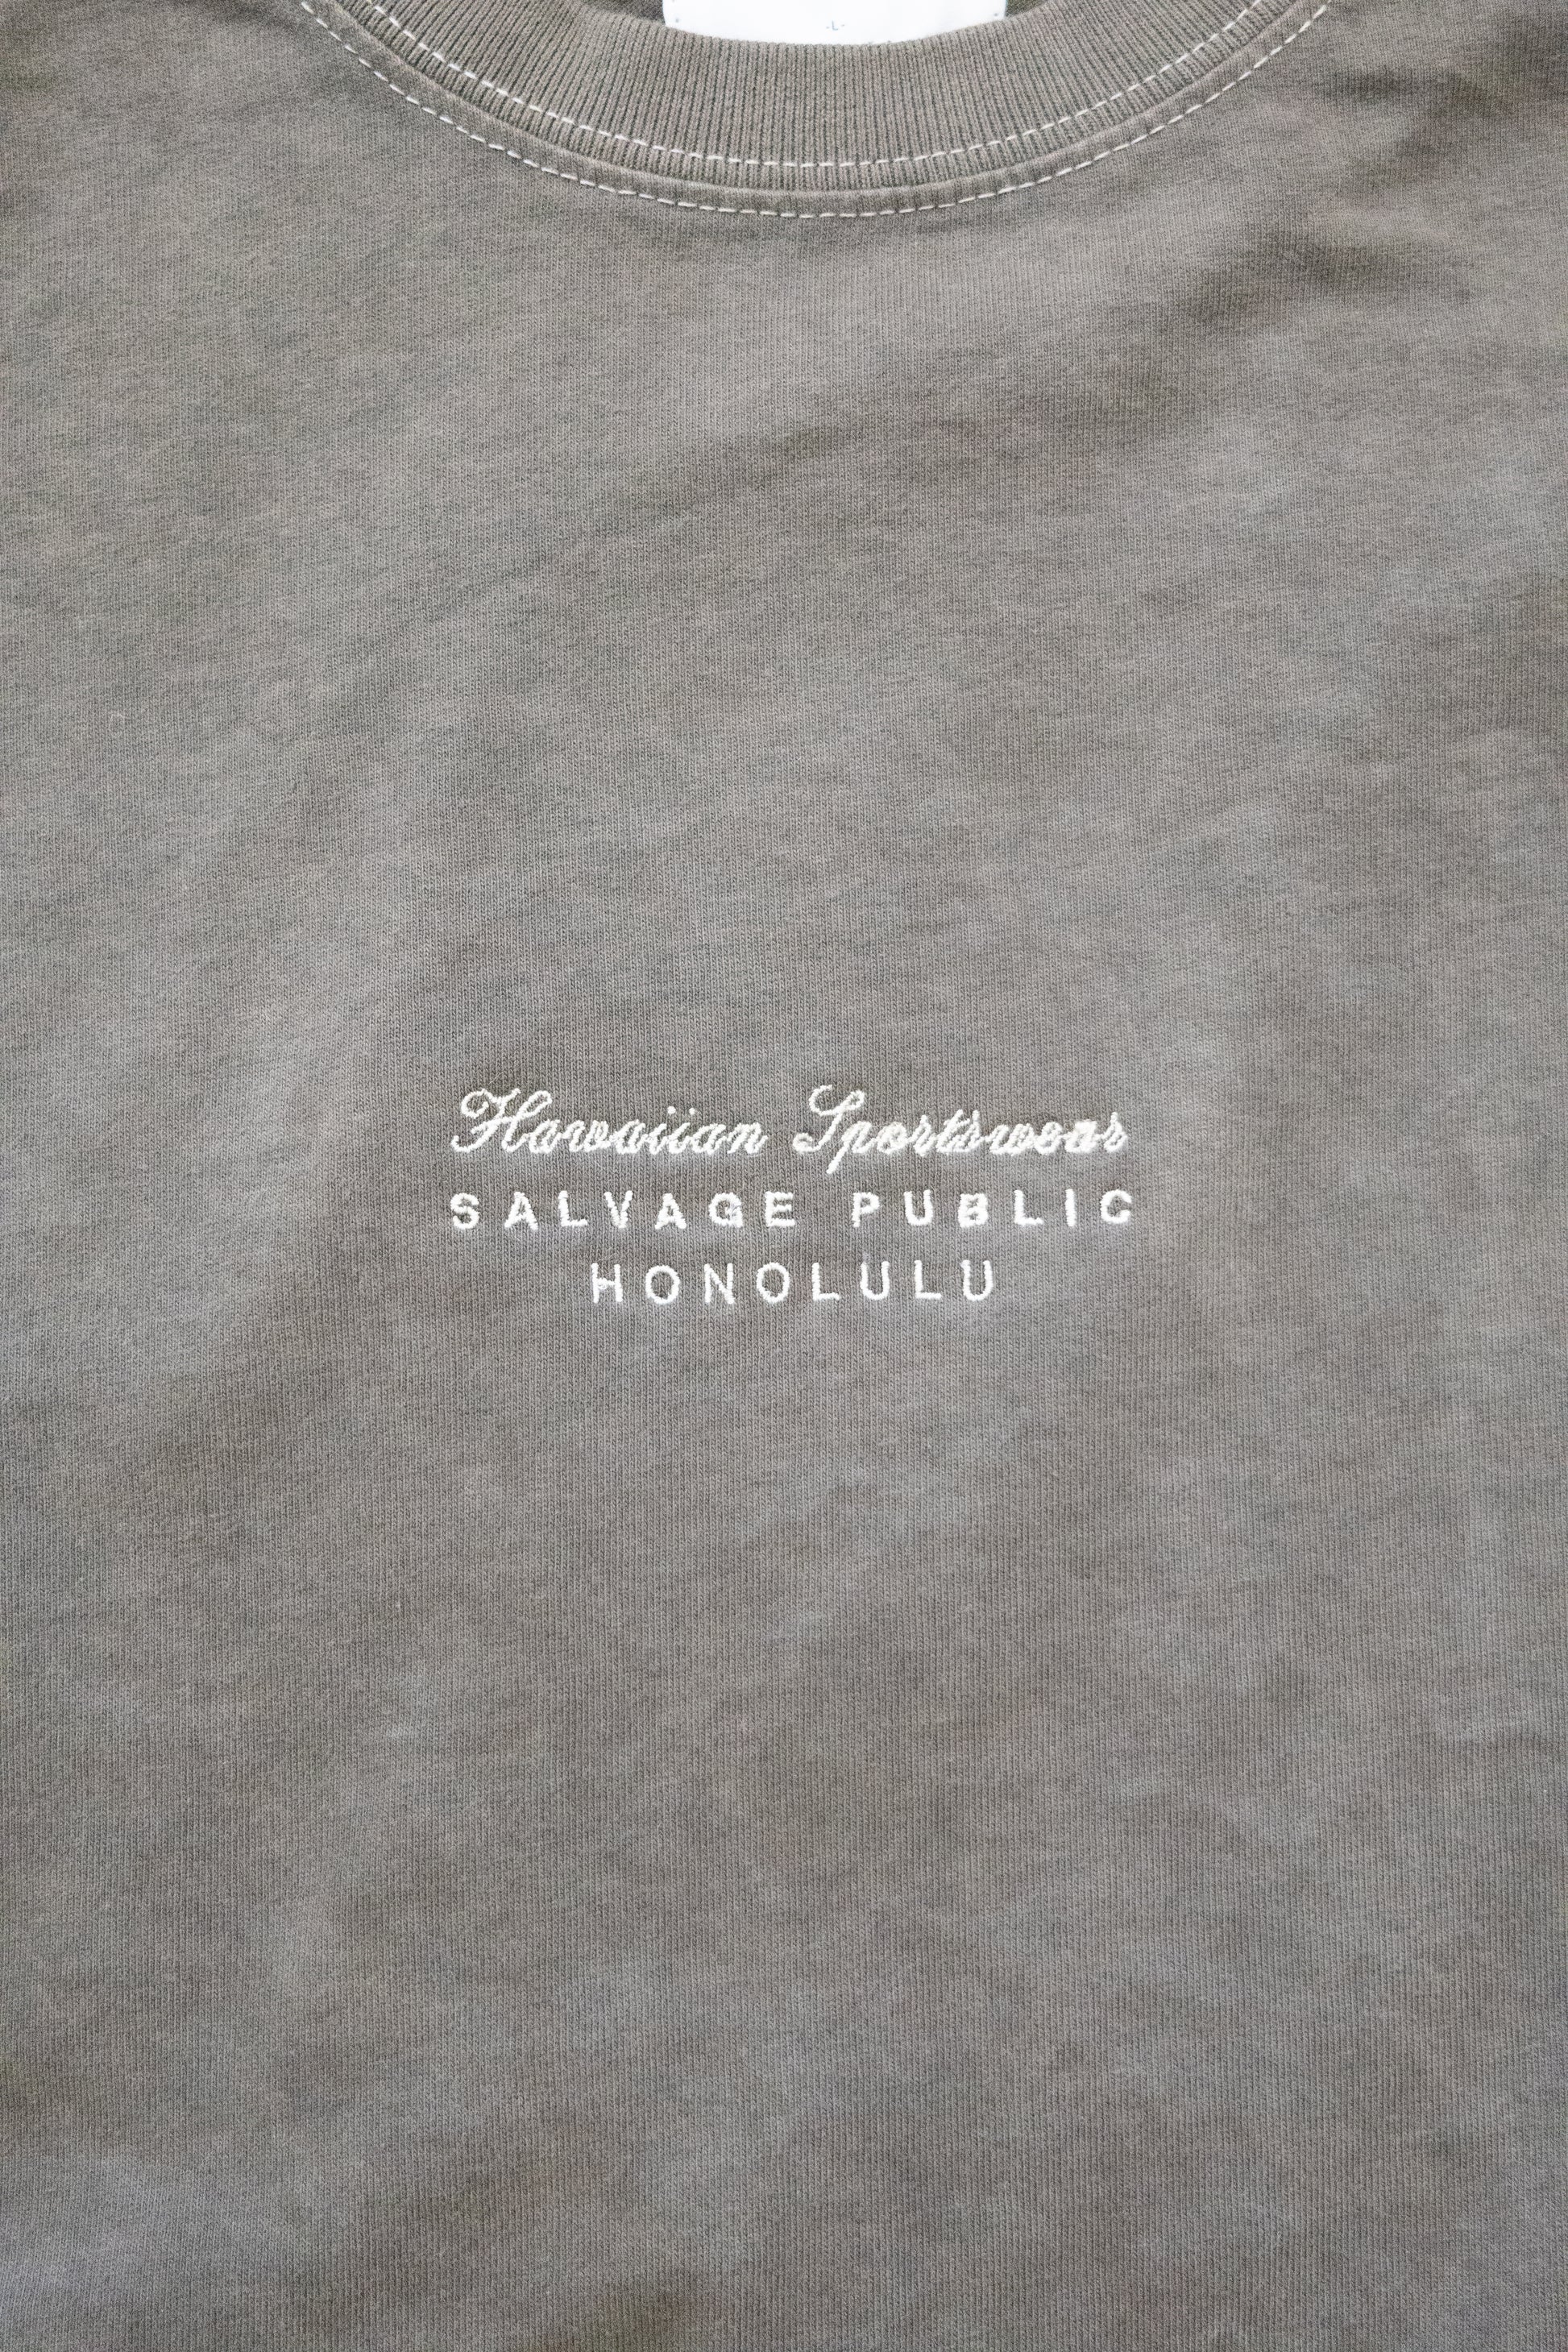 -L-
Hawaiian Sportswear
SALVAGE PUBLIC
HONOLULU